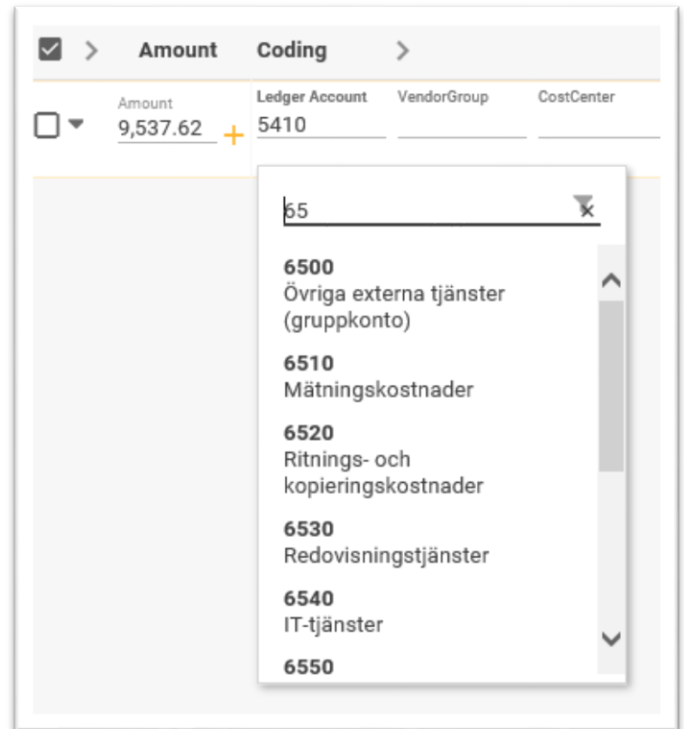 Amount Coding
Amount Ledger Account VendorGroup CostCenter
9,537.62 5410
65
6500
Övriga externa tjänster
(gruppkonto)
6510
Mätningskostnader
6520
Ritnings- och
kopieringskostnader
6530
Redovisningstjänster
6540
IT-tjänster
6550